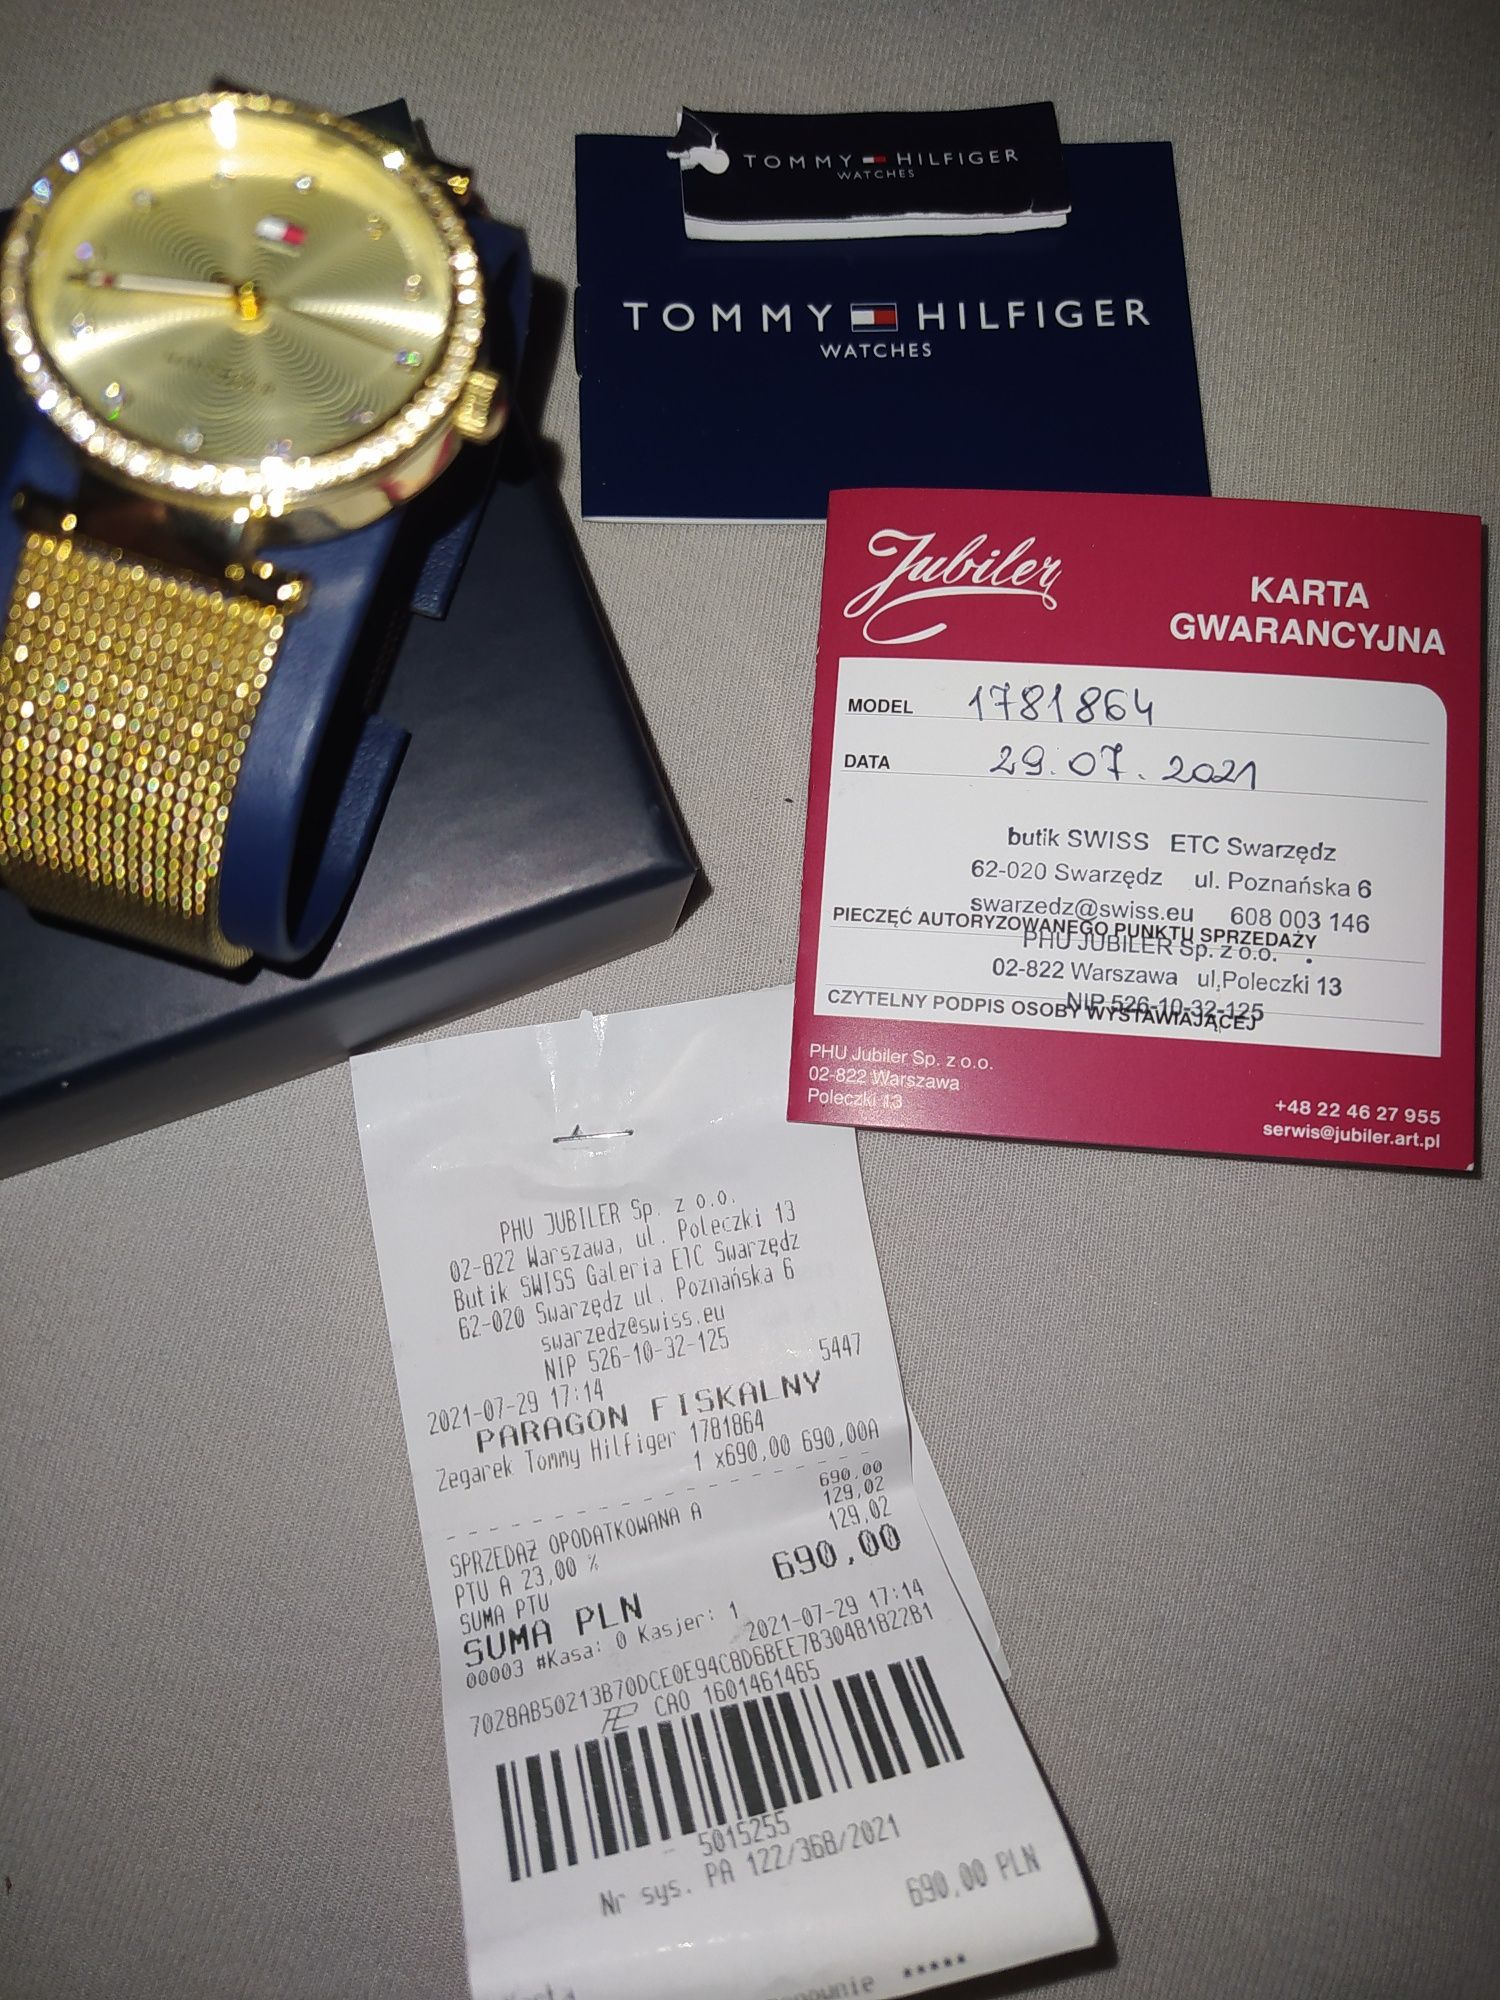 TOMMY HILFIGER
WATCHES
TOMMY HILFIGER
WATCHES
Jubiler
KARTA
GWARANCYJNA
MODEL 1781864
DATA 29.07.2021
butik SWISS ETC Swarzędz
62-020 Swarzędz ul. Poznańska 6
swarzedz@swiss.eu 608 003 146
PIECZĘĆ AUTORYZOWANEGO PUNKTU SPRZEDAŻY
PHU JUBILER Sp. z o.o.
02-822 Warszawa ul,Poleczki 13
NIP 526-10-32-125
CZYTELNY PODPIS OSOBY WYSTAWIAJĄCEJ
PHU Jubiler Sp. z o.o.
02-822 Warszawa
Poleczki 13
+48 22 46 27 955
serwis@jubiler.art.pl
PHU JUBILER Sp. z o.o.
02-822 Warszawa, ul. Poleczki 13
Butik SWISS Galeria ETC Swarzędz
62-020 Swarzędz ul. Poznańska 6
swarzedz@swiss.eu
NIP 526-10-32-125
2021-07-29 17:14 5447
PARAGON FISKALNY
Zegarek Tommy Hilfiger 1781864
1 x690,00 690,00A
SPRZEDAŻ OPODATKOWANA A 690,00
PTU A 23,00 % 129,02
SUMA PTU 129,02
SUMA PLN 690,00
00003 #Kasa: 0 Kasjer: 1 2021-07-29 17:14
7028AB50213B70DCE0E94C8D6BEE7B30481822B1
CAO 1601461465
5015255
Nr sys. PA 122/368/2021
690,00 PLN
*****